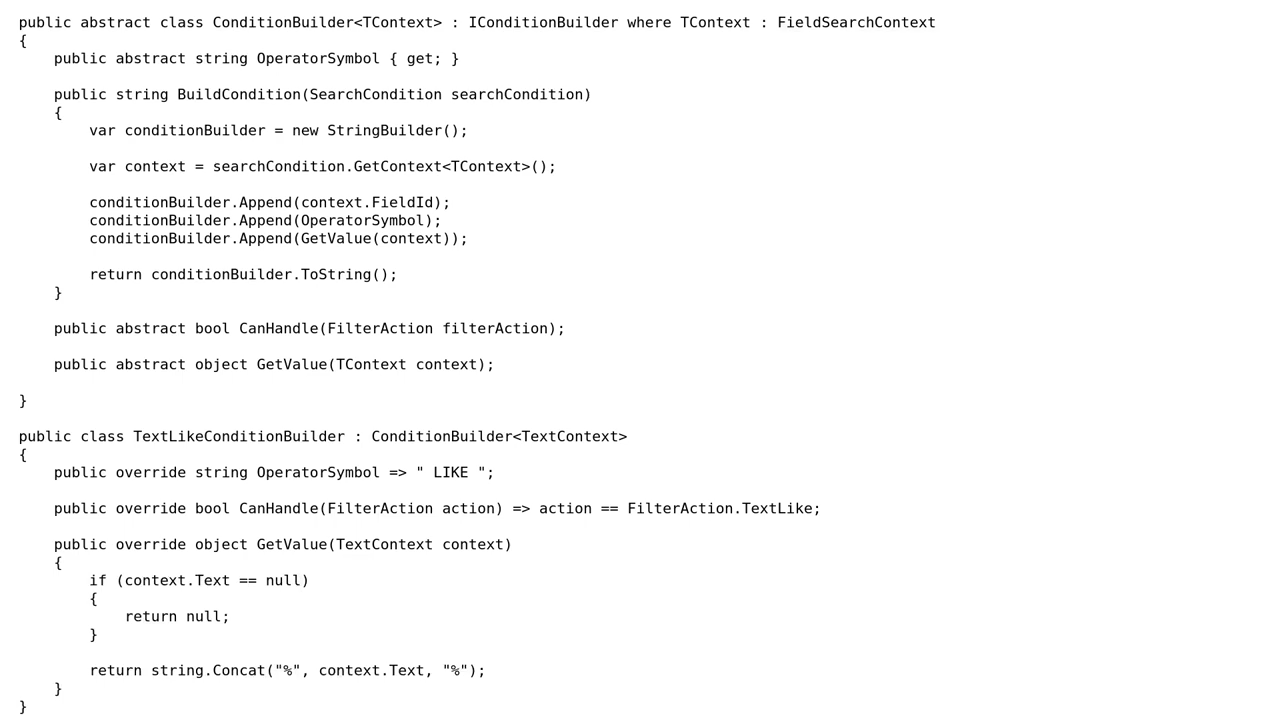 public abstract class ConditionBuilder<TContext> : IConditionBuilder where TContext : FieldSearchContext
{
    public abstract string OperatorSymbol { get; }

    public string BuildCondition(SearchCondition searchCondition)
    {
        var conditionBuilder = new StringBuilder();

        var context = searchCondition.GetContext<TContext>();

        conditionBuilder.Append(context.FieldId);
        conditionBuilder.Append(OperatorSymbol);
        conditionBuilder.Append(GetValue(context));

        return conditionBuilder.ToString();
    }

    public abstract bool CanHandle(FilterAction filterAction);

    public abstract object GetValue(TContext context);

}

public class TextLikeConditionBuilder : ConditionBuilder<TextContext>
{
    public override string OperatorSymbol => " LIKE ";

    public override bool CanHandle(FilterAction action) => action == FilterAction.TextLike;

    public override object GetValue(TextContext context)
    {
        if (context.Text == null)
        {
            return null;
        }

        return string.Concat("%", context.Text, "%");
    }
}